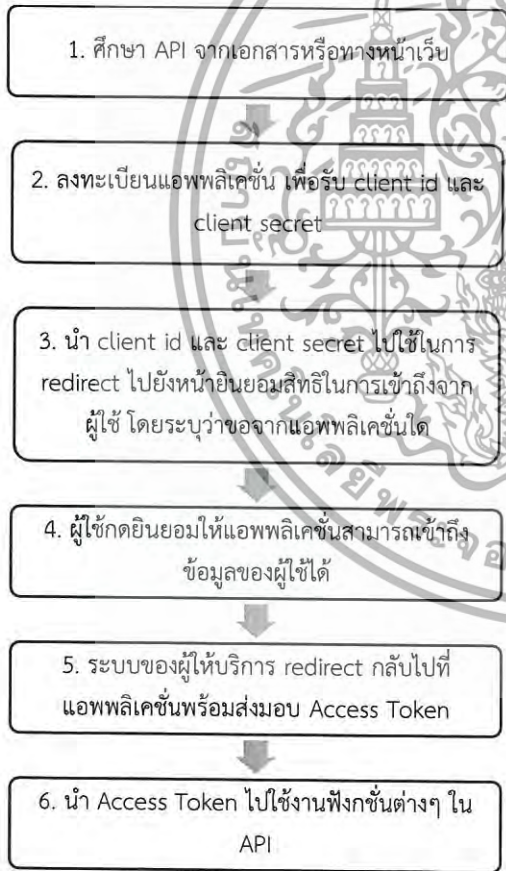 1. ศึกษา API จากเอกสารหรือทางหน้าเว็บ
2. ลงทะเบียนแอพพลิเคชั่น เพื่อรับ client id และ
client secret
3. นำ client id และ client secret ไปใช้ในการ
redirect ไปยังหน้ายินยอมสิทธิในการเข้าถึงจาก
ผู้ใช้ โดยระบุว่าขอจากแอพพลิเคชั่นใด
4. ผู้ใช้กดยินยอมให้แอพพลิเคชั่นสามารถเข้าถึง
ข้อมูลของผู้ใช้ได้
5. ระบบของผู้ให้บริการ redirect กลับไปที่
แอพพลิเคชั่นพร้อมส่งมอบ Access Token
6. นำ Access Token ไปใช้งานฟังกชั่นต่างๆ ใน
API